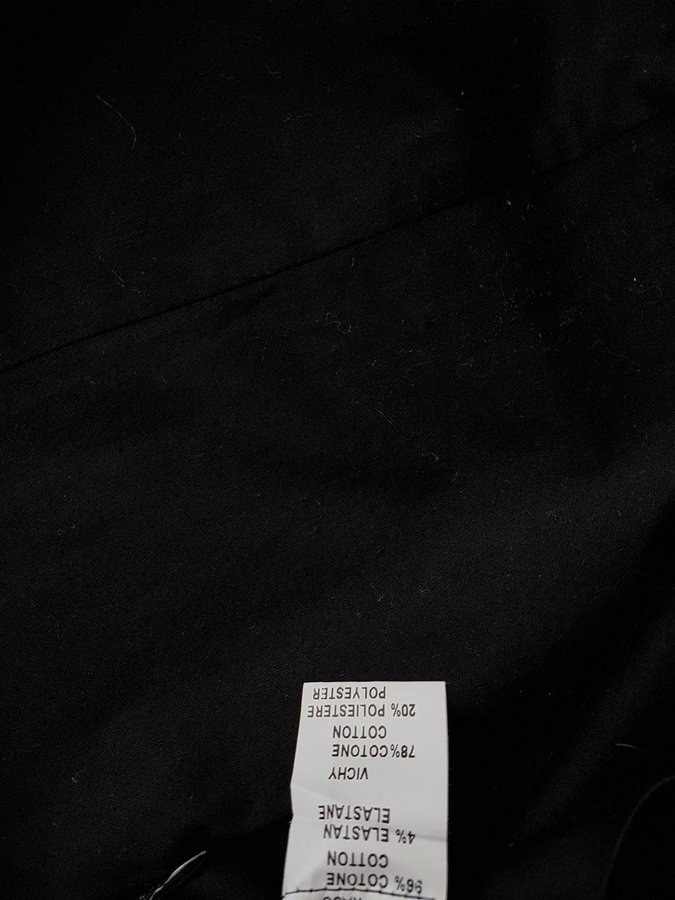 96% COTONE
COTTON
4% ELASTAN
ELASTANE
VICHY
78%COTONE
COTTON
20% POLIESTERE
POLYESTER